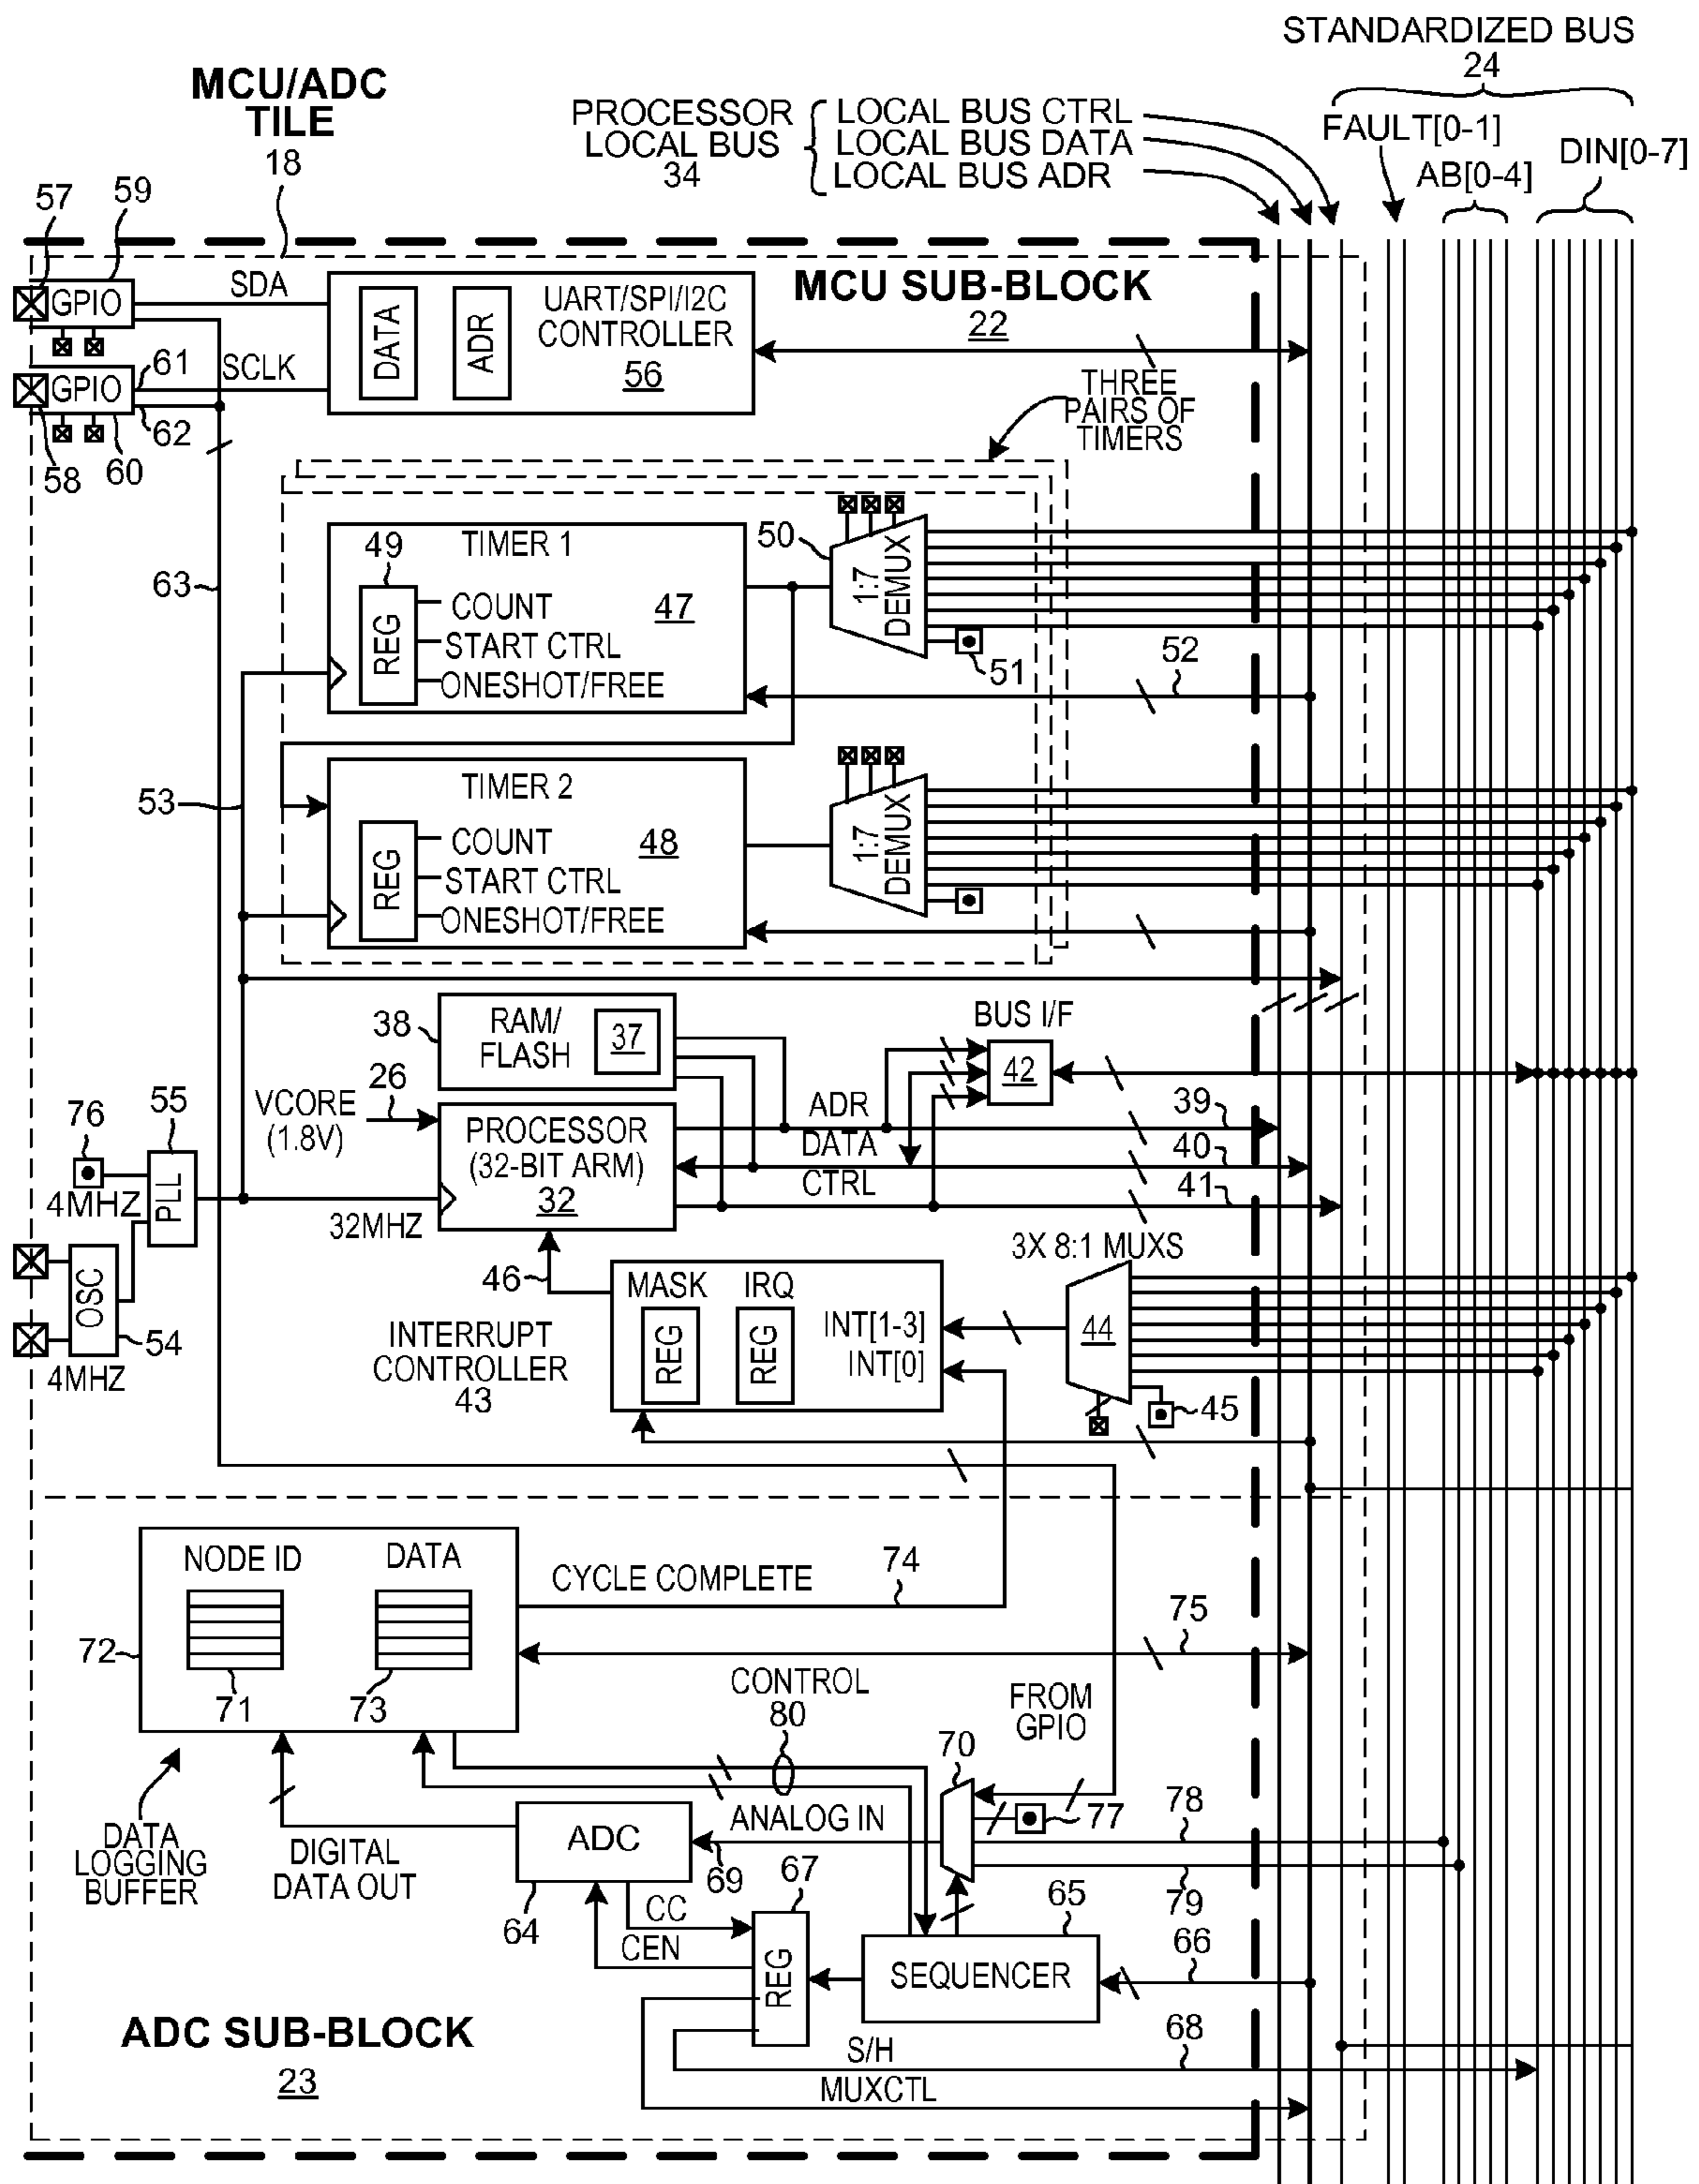 STANDARDIZED BUS
24
MCU/ADC
TILE
18
PROCESSOR
LOCAL BUS
34
LOCAL BUS CTRL
LOCAL BUS DATA
LOCAL BUS ADR
FAULT[0-1]
AB[0-4]
DIN[0-7]
57
59
GPIO
SDA
DATA
ADR
UART/SPI/I2C
CONTROLLER
56
MCU SUB-BLOCK
22
GPIO
61
SCLK
62
58
60
THREE
PAIRS OF
TIMERS
63
49
TIMER 1
REG
COUNT
START CTRL
ONESHOT/FREE
47
50
1:7
DEMUX
51
52
53
TIMER 2
REG
COUNT
START CTRL
ONESHOT/FREE
48
1:7
DEMUX
38
RAM/
FLASH
37
BUS I/F
42
26
VCORE
(1.8V)
PROCESSOR
(32-BIT ARM)
32
ADR
DATA
CTRL
39
40
41
76
4MHZ
55
PLL
32MHZ
OSC
54
4MHZ
46
MASK
REG
IRQ
REG
INT[1-3]
INT[0]
INTERRUPT
CONTROLLER
43
3X 8:1 MUXS
44
45
NODE ID
DATA
71
73
72
CYCLE COMPLETE
74
75
CONTROL
80
FROM
GPIO
70
77
78
79
DATA
LOGGING
BUFFER
DIGITAL
DATA OUT
ADC
64
ANALOG IN
69
67
CC
CEN
REG
65
SEQUENCER
66
68
S/H
MUXCTL
ADC SUB-BLOCK
23